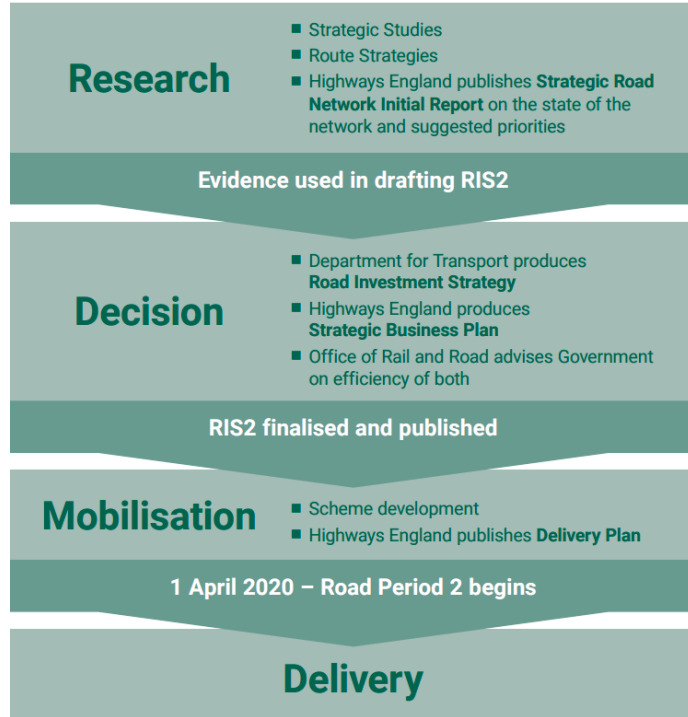 Research
■ Strategic Studies
■ Route Strategies
■ Highways England publishes Strategic Road
Network Initial Report on the state of the
network and suggested priorities
Evidence used in drafting RIS2
Decision
■ Department for Transport produces
Road Investment Strategy
■ Highways England produces
Strategic Business Plan
■ Office of Rail and Road advises Government
on efficiency of both
RIS2 finalised and published
Mobilisation
■ Scheme development
■ Highways England publishes Delivery Plan
1 April 2020 – Road Period 2 begins
Delivery